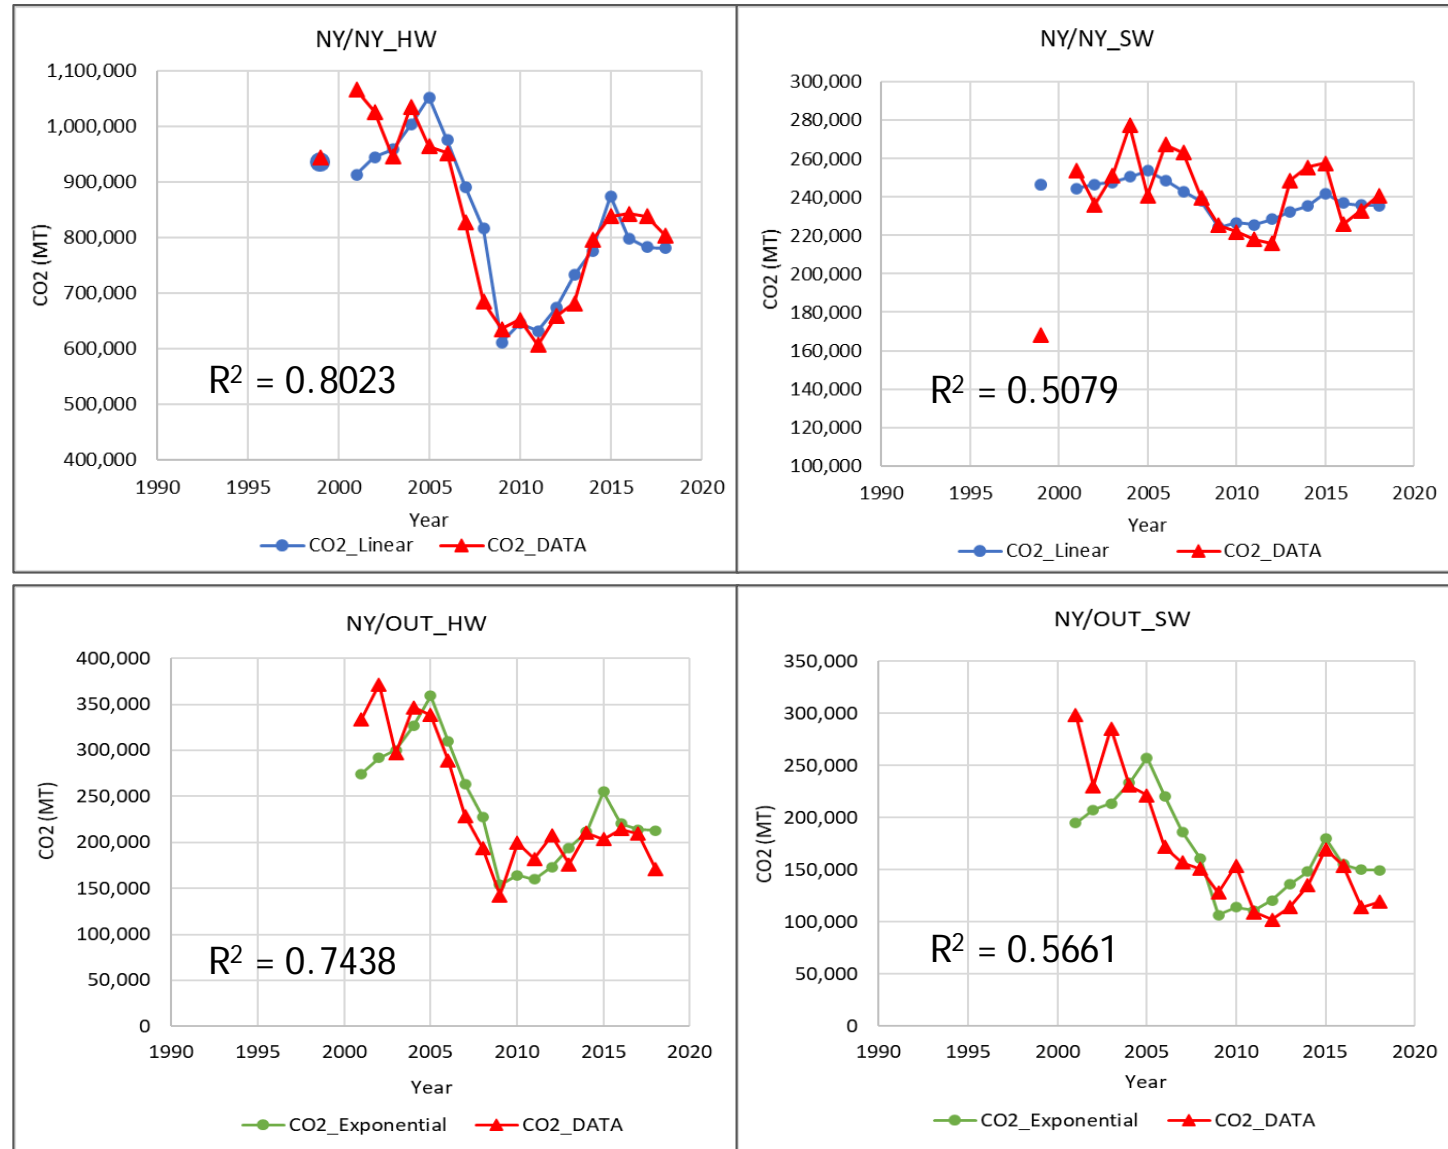 NY/NY_HW
1,100,000
1,000,000
900,000
800,000
700,000
600,000
500,000
400,000
CO2 (MT)
R² = 0.8023
1990 1995 2000 2005 2010 2015 2020
Year
CO2_Linear CO2_DATA
NY/NY_SW
300,000
280,000
260,000
240,000
220,000
200,000
180,000
160,000
140,000
120,000
100,000
CO2 (MT)
R² = 0.5079
1990 1995 2000 2005 2010 2015 2020
Year
CO2_Linear CO2_DATA
NY/OUT_HW
400,000
350,000
300,000
250,000
200,000
150,000
100,000
50,000
0
CO2 (MT)
R² = 0.7438
1990 1995 2000 2005 2010 2015 2020
Year
CO2_Exponential CO2_DATA
NY/OUT_SW
350,000
300,000
250,000
200,000
150,000
100,000
50,000
0
CO2 (MT)
R² = 0.5661
1990 1995 2000 2005 2010 2015 2020
Year
CO2_Exponential CO2_DATA